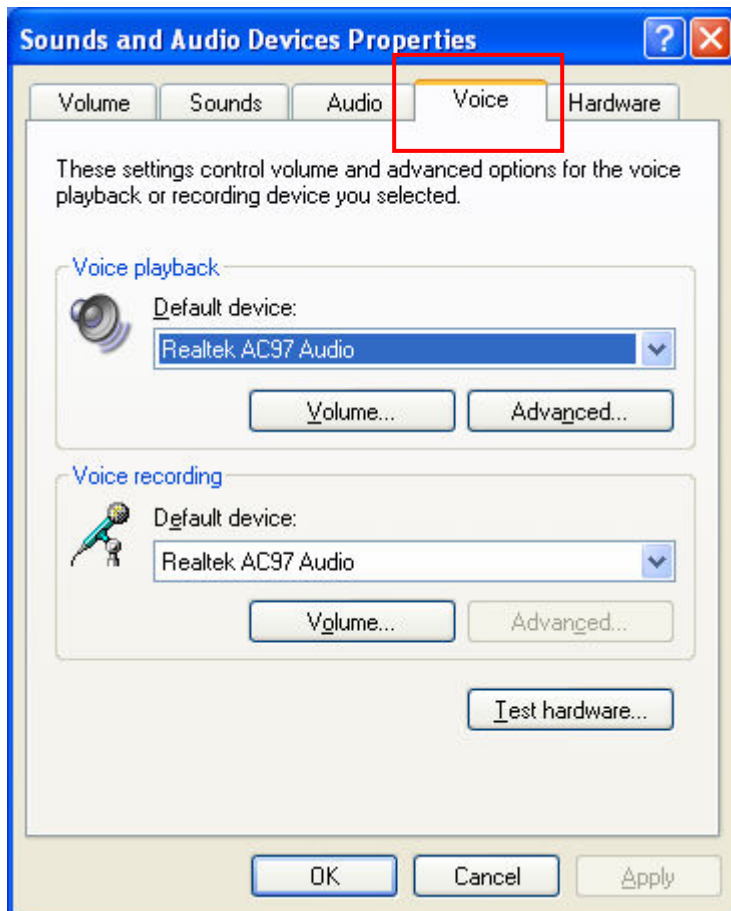 Sounds and Audio Devices Properties
Volume Sounds Audio Voice Hardware
These settings control volume and advanced options for the voice
playback or recording device you selected.
Voice playback
Default device:
Realtek AC97 Audio
Volume... Advanced...
Voice recording
Default device:
Realtek AC97 Audio
Volume... Advanced...
Test hardware...
OK Cancel Apply